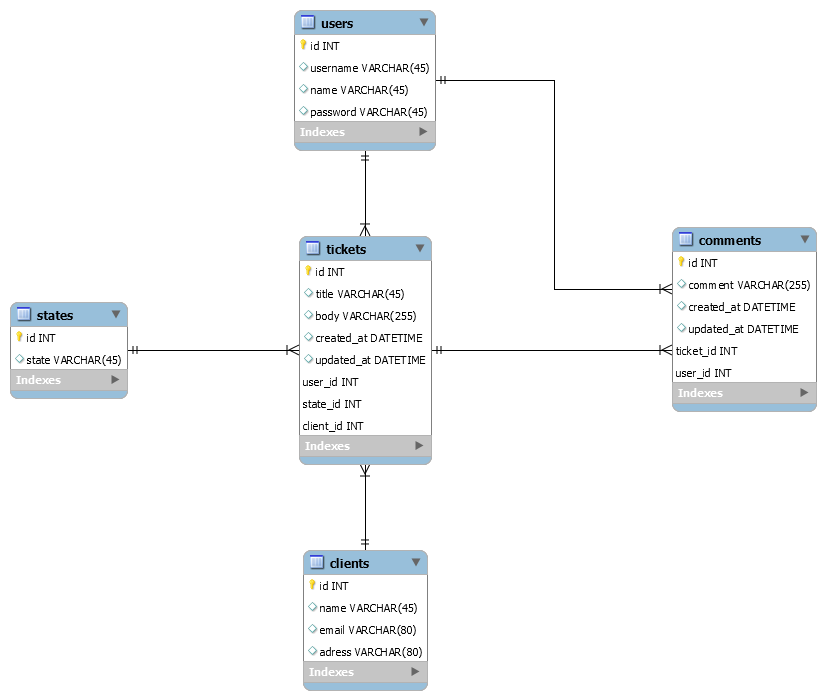 users
id INT
username VARCHAR(45)
name VARCHAR(45)
password VARCHAR(45)
Indexes
tickets
id INT
title VARCHAR(45)
body VARCHAR(255)
created_at DATETIME
updated_at DATETIME
user_id INT
state_id INT
client_id INT
Indexes
comments
id INT
comment VARCHAR(255)
created_at DATETIME
updated_at DATETIME
ticket_id INT
user_id INT
Indexes
states
id INT
state VARCHAR(45)
Indexes
clients
id INT
name VARCHAR(45)
email VARCHAR(80)
adress VARCHAR(80)
Indexes